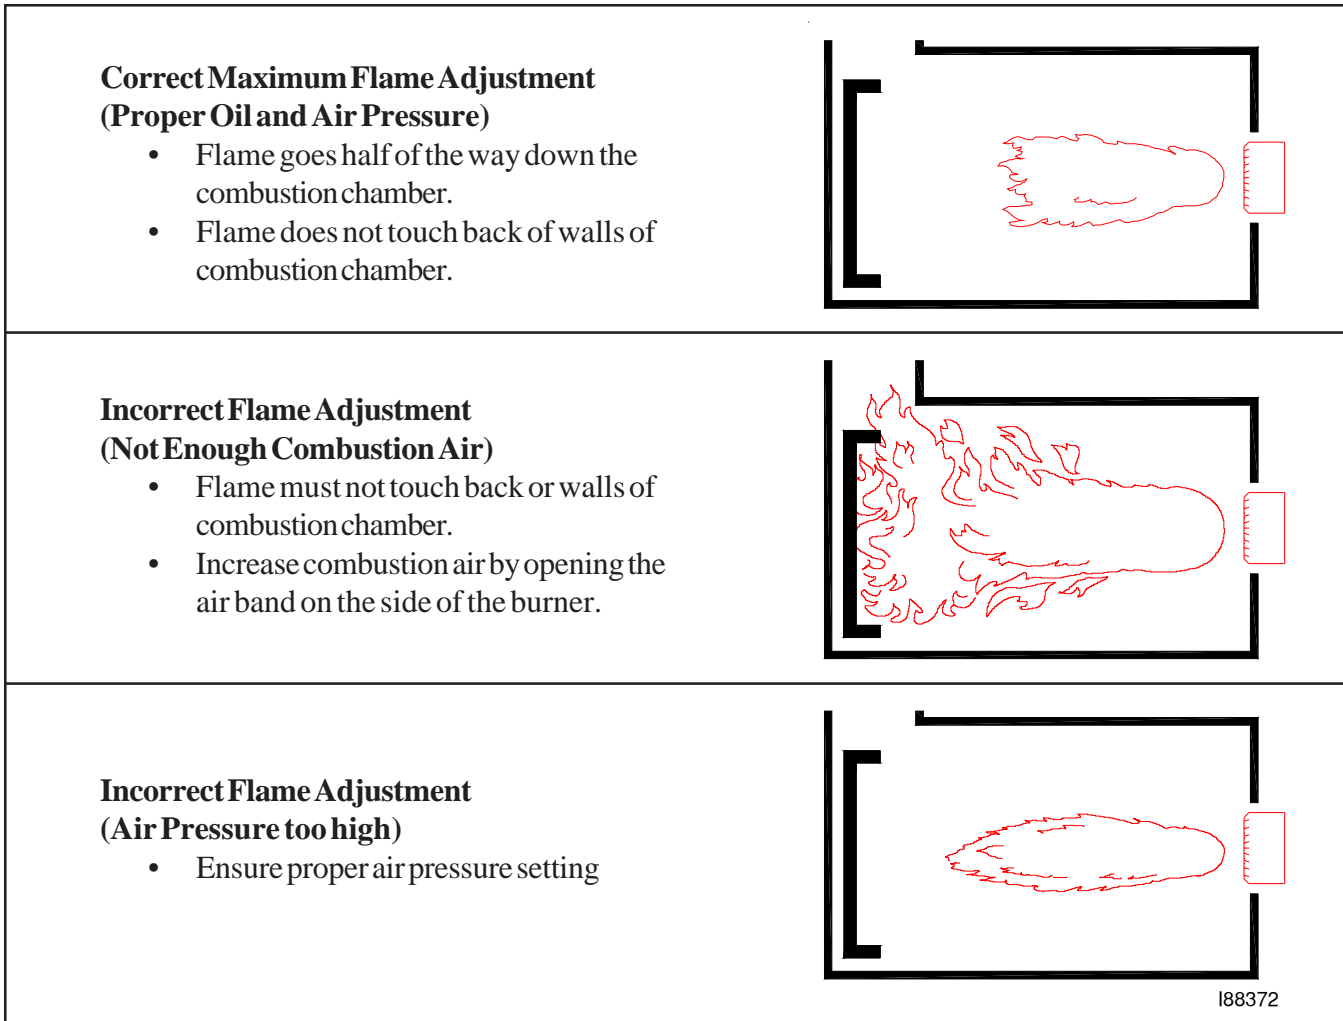 Correct Maximum Flame Adjustment
(Proper Oil and Air Pressure)
• Flame goes half of the way down the
combustion chamber.
• Flame does not touch back of walls of
combustion chamber.
Incorrect Flame Adjustment
(Not Enough Combustion Air)
• Flame must not touch back or walls of
combustion chamber.
• Increase combustion air by opening the
air band on the side of the burner.
Incorrect Flame Adjustment
(Air Pressure too high)
• Ensure proper air pressure setting
I88372